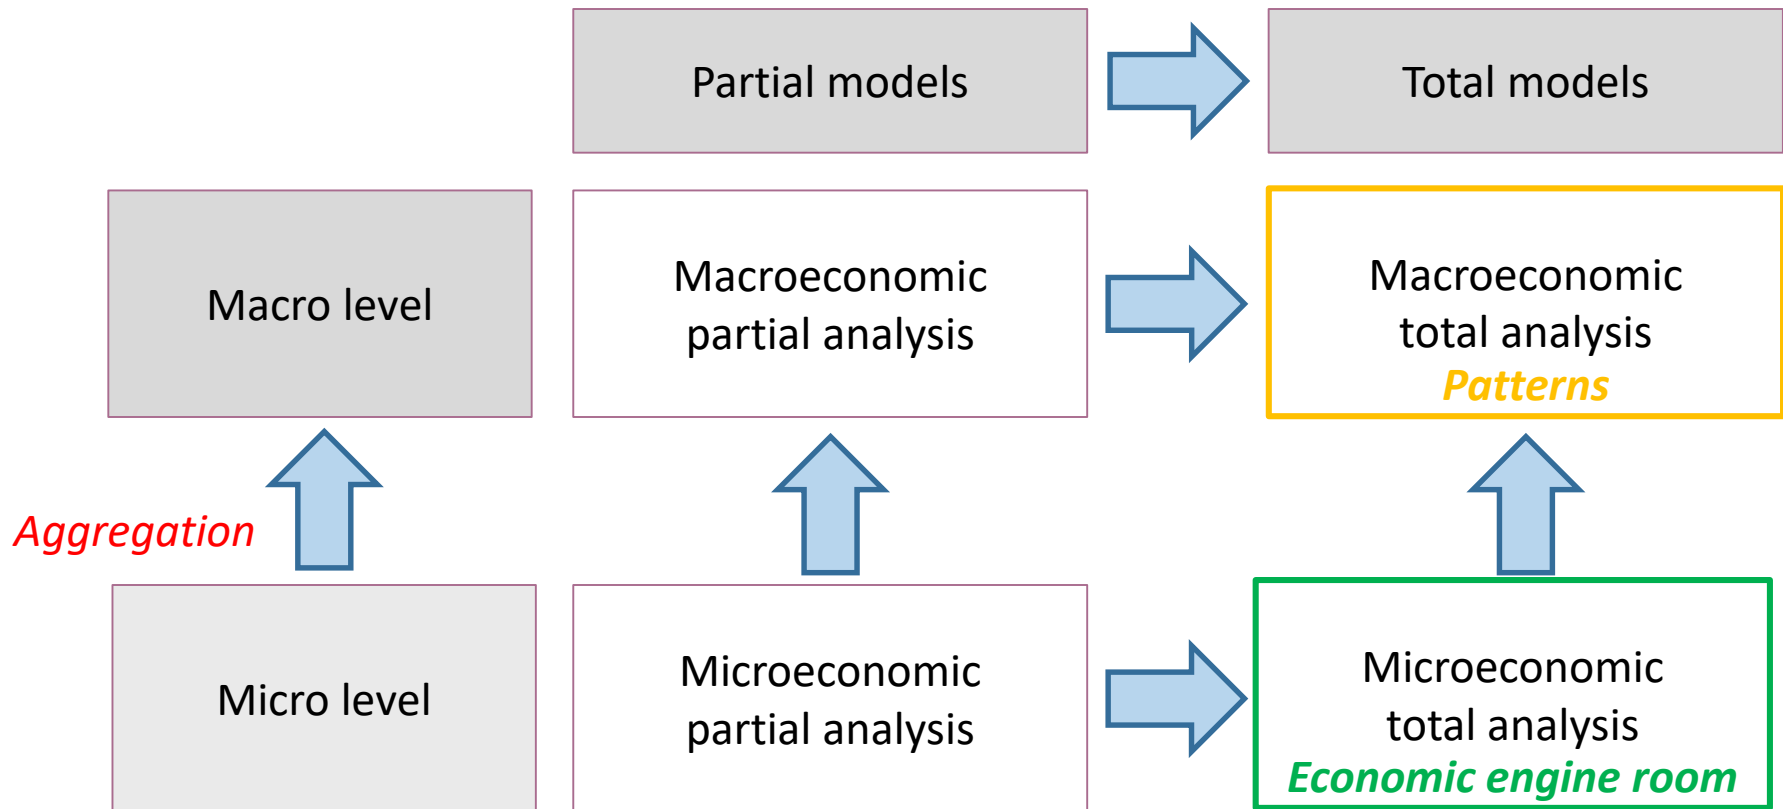 Partial models
Total models
Macro level
Macroeconomic
partial analysis
Macroeconomic
total analysis
Patterns
Aggregation
Micro level
Microeconomic
partial analysis
Microeconomic
total analysis
Economic engine room